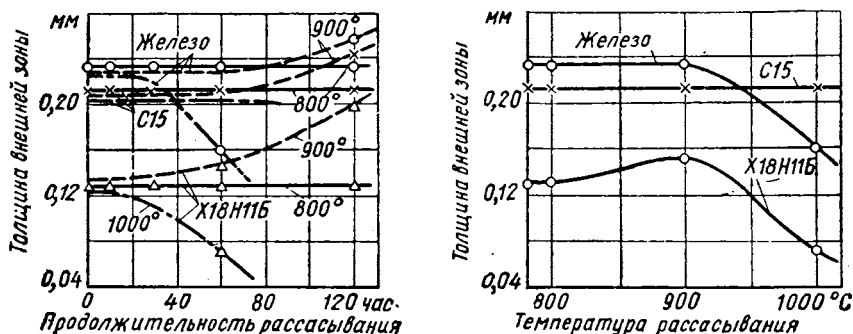 мм
Толщина внешней зоны
0,20
0,12
0,04
Железо
900°
800°
С15
900°
800°
1000°
Х18Н11Б
0 40 80 120 час.
Продолжительность рассасывания
мм
Толщина внешней зоны
0,20
0,12
0,04
Железо
С15
Х18Н11Б
800 900 1000°С
Температура рассасывания